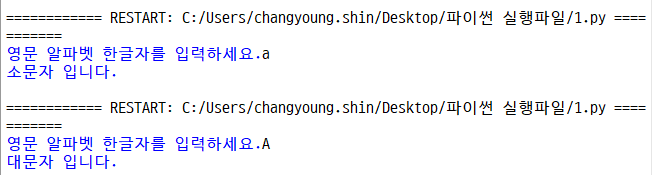 ============ RESTART: C:/Users/changyoung.shin/Desktop/파이썬 실행파일/1.py ====
=======
영문 알파벳 한글자를 입력하세요.a
소문자 입니다.
============ RESTART: C:/Users/changyoung.shin/Desktop/파이썬 실행파일/1.py ====
=======
영문 알파벳 한글자를 입력하세요.A
대문자 입니다.